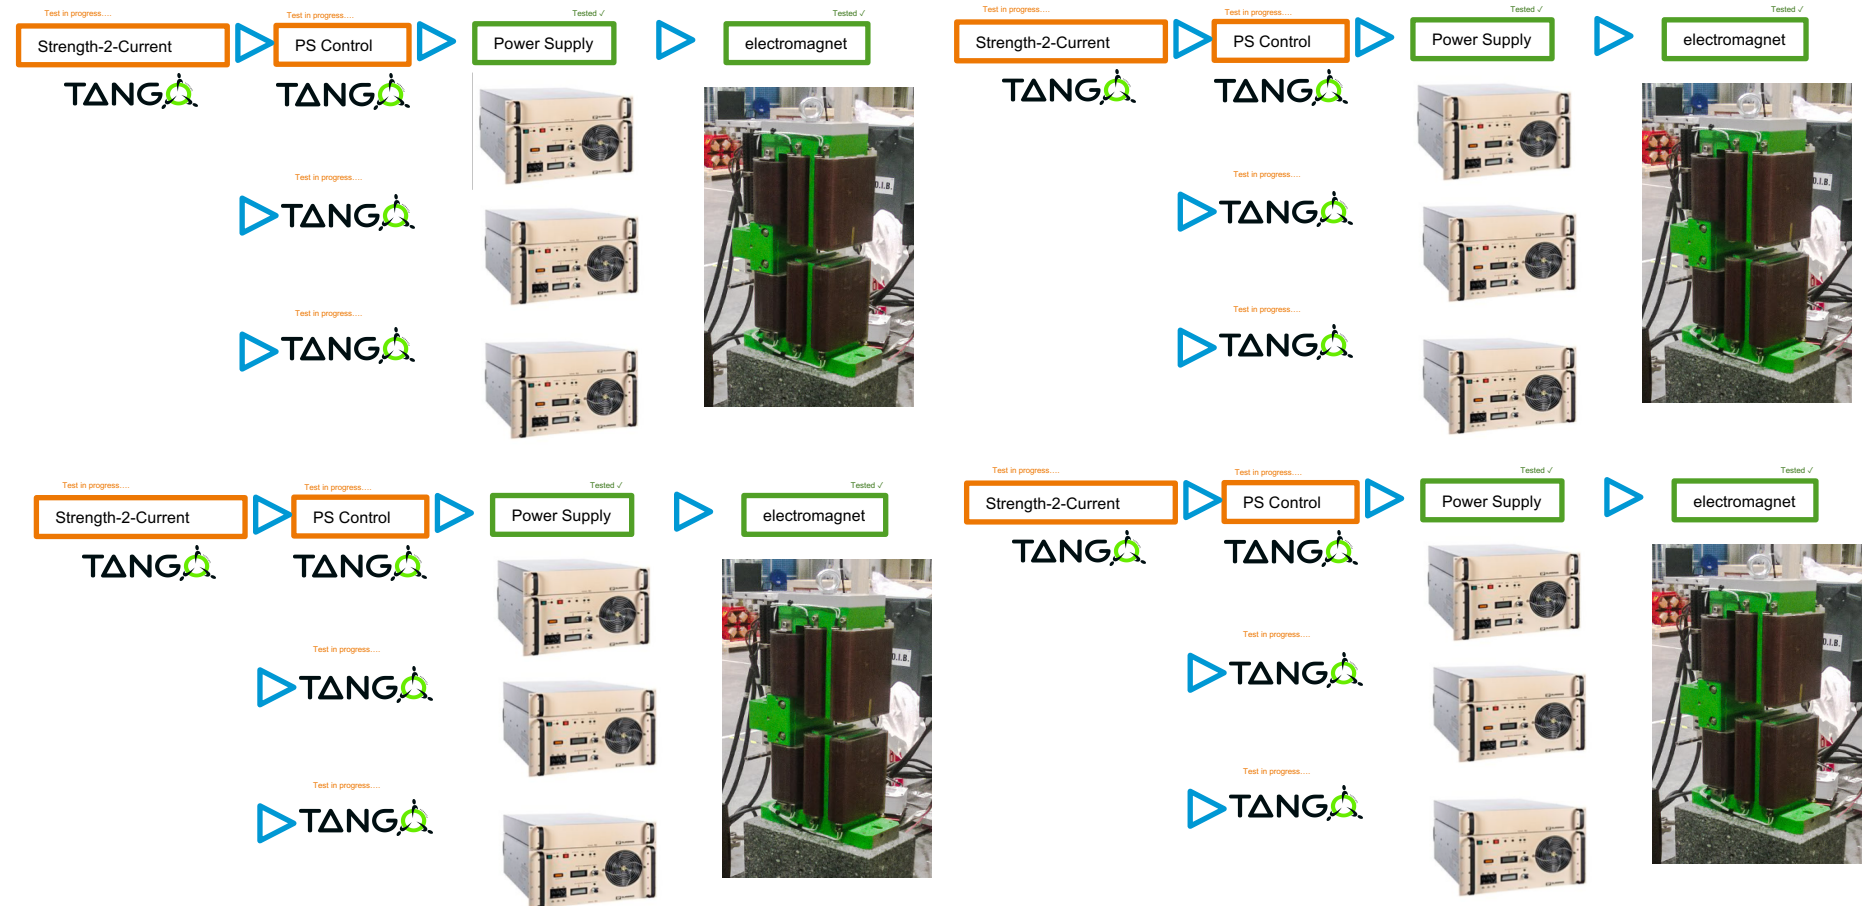 Test in progress....
Test in progress....
Tested ✓
Tested ✓
Strength-2-Current
PS Control
Power Supply
electromagnet
TANGO
TANGO
Test in progress....
TANGO
Test in progress....
TANGO
D.I.B.
Test in progress....
Test in progress....
Tested ✓
Tested ✓
Strength-2-Current
PS Control
Power Supply
electromagnet
TANGO
TANGO
Test in progress....
TANGO
Test in progress....
TANGO
D.I.B.
Test in progress....
Test in progress....
Tested ✓
Tested ✓
Strength-2-Current
PS Control
Power Supply
electromagnet
TANGO
TANGO
Test in progress....
TANGO
Test in progress....
TANGO
D.I.B.
Test in progress....
Test in progress....
Tested ✓
Tested ✓
Strength-2-Current
PS Control
Power Supply
electromagnet
TANGO
TANGO
Test in progress....
TANGO
Test in progress....
TANGO
D.I.B.